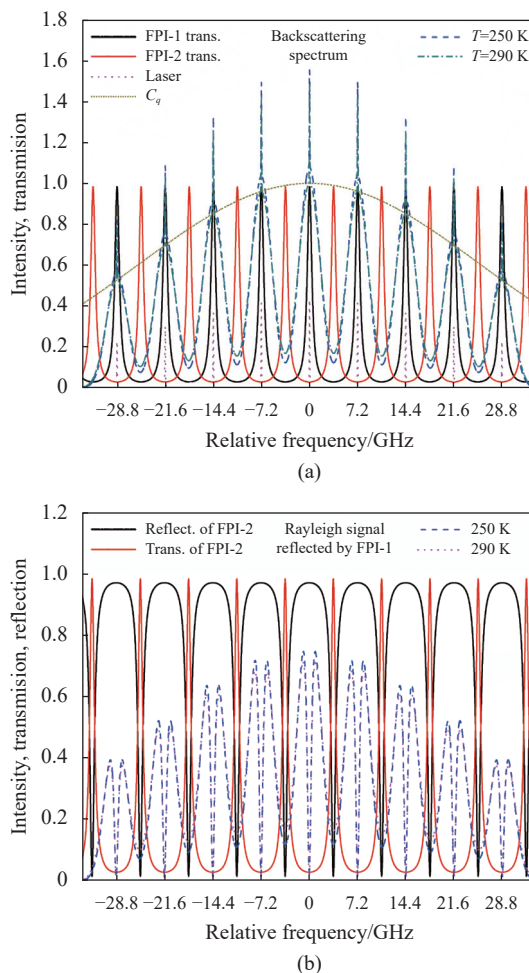 FPI-1 trans.
FPI-2 trans.
Laser
C_q
Backscattering
spectrum
T=250 K
T=290 K
1.8
1.6
1.4
1.2
1.0
0.8
0.6
0.4
0.2
0
Intensity, transmision
−28.8 −21.6 −14.4 −7.2 0 7.2 14.4 21.6 28.8
Relative frequency/GHz
(a)
Reflect. of FPI-2
Trans. of FPI-2
Rayleigh signal
reflected by FPI-1
250 K
290 K
1.2
1.0
0.8
0.6
0.4
0.2
0
Intensity, transmision, reflection
−28.8 −21.6 −14.4 −7.2 0 7.2 14.4 21.6 28.8
Relative frequency/GHz
(b)